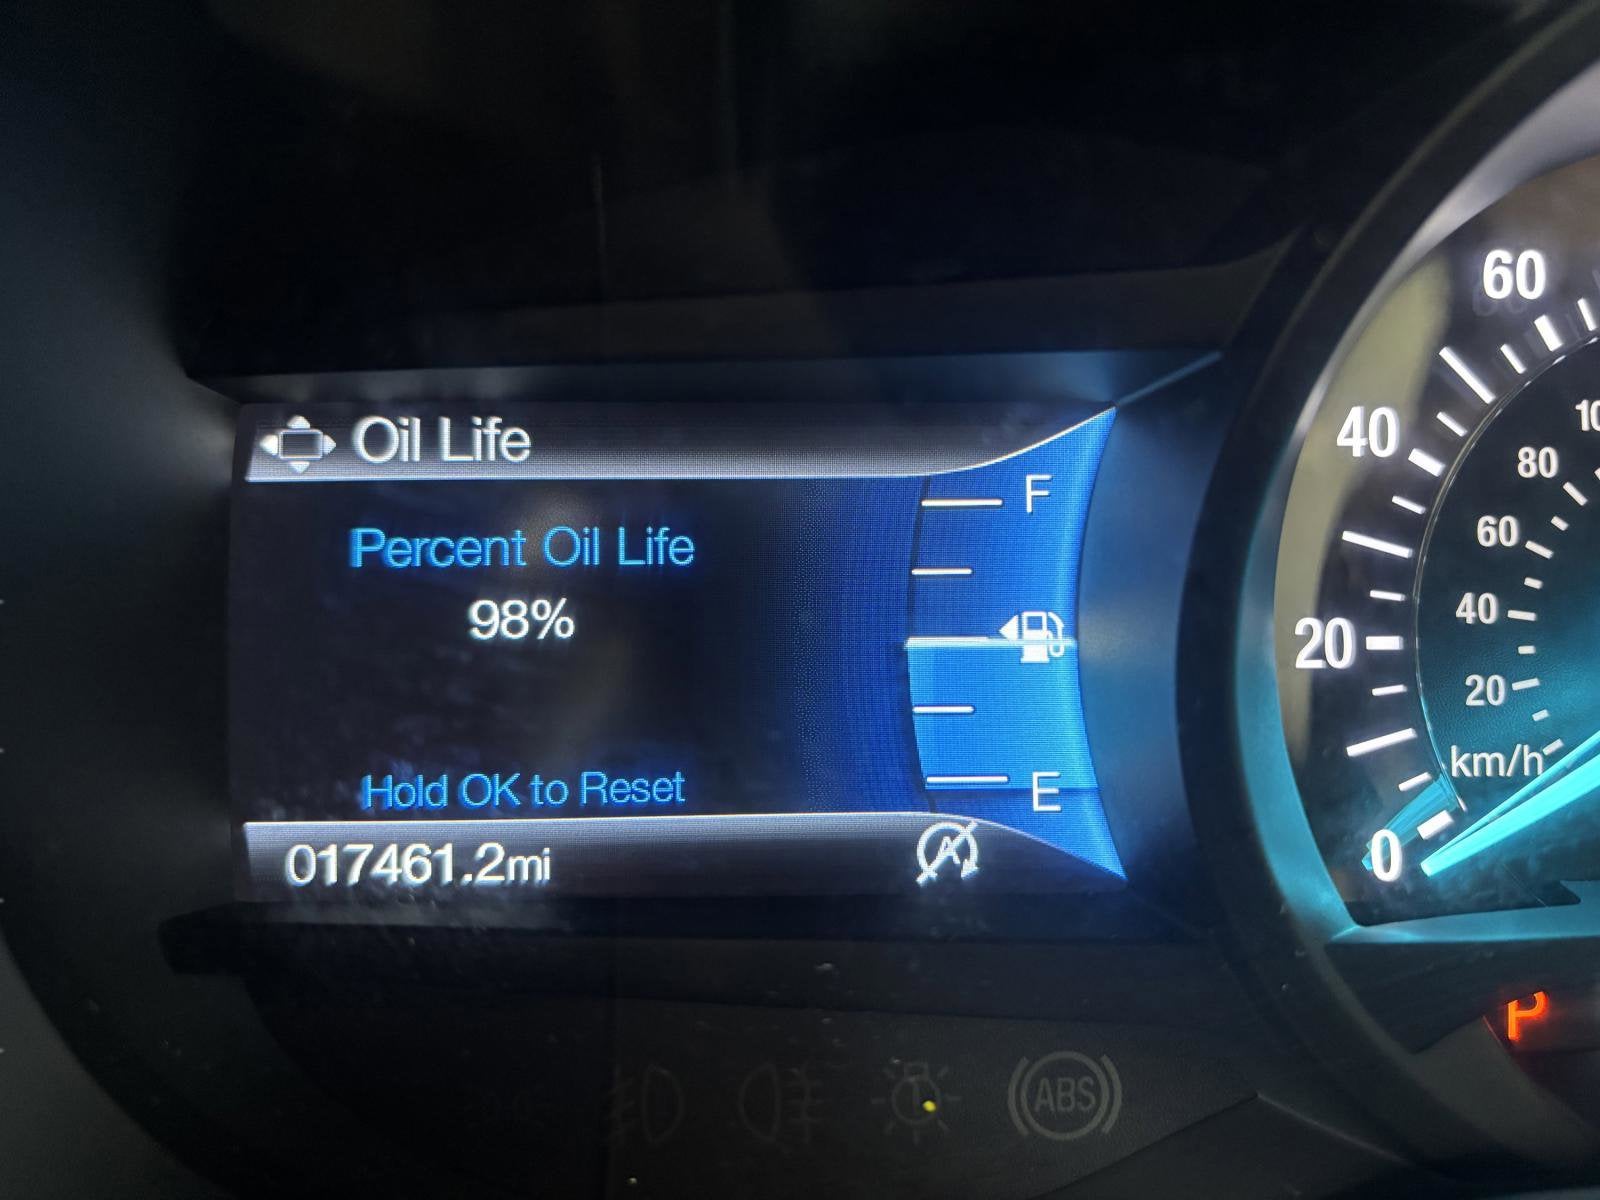 Oil Life
Percent Oil Life
98%
Hold OK to Reset
017461.2mi
A
F
E
60
40
20
0
80
60
40
20
km/h
P
ABS